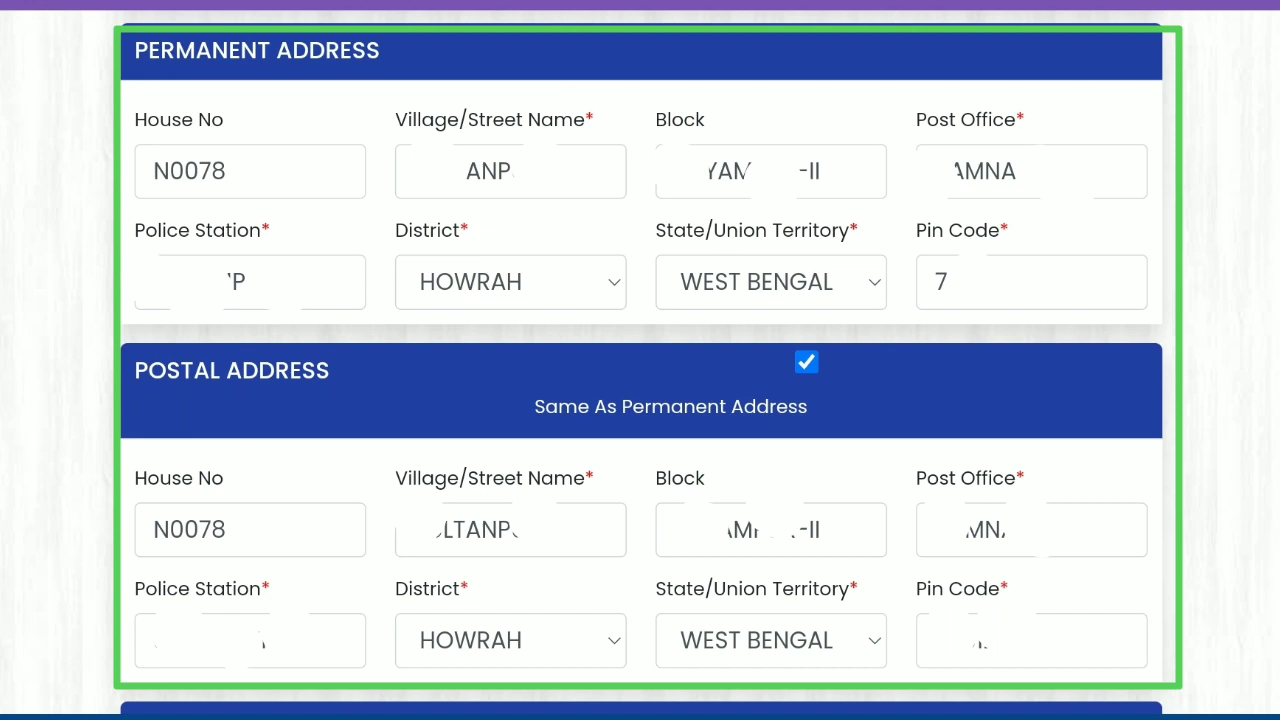 PERMANENT ADDRESS
House No Village/Street Name* Block Post Office*
N0078
Police Station* District* State/Union Territory* Pin Code*
HOWRAH WEST BENGAL 7
POSTAL ADDRESS
Same As Permanent Address
House No Village/Street Name* Block Post Office*
N0078
Police Station* District* State/Union Territory* Pin Code*
HOWRAH WEST BENGAL